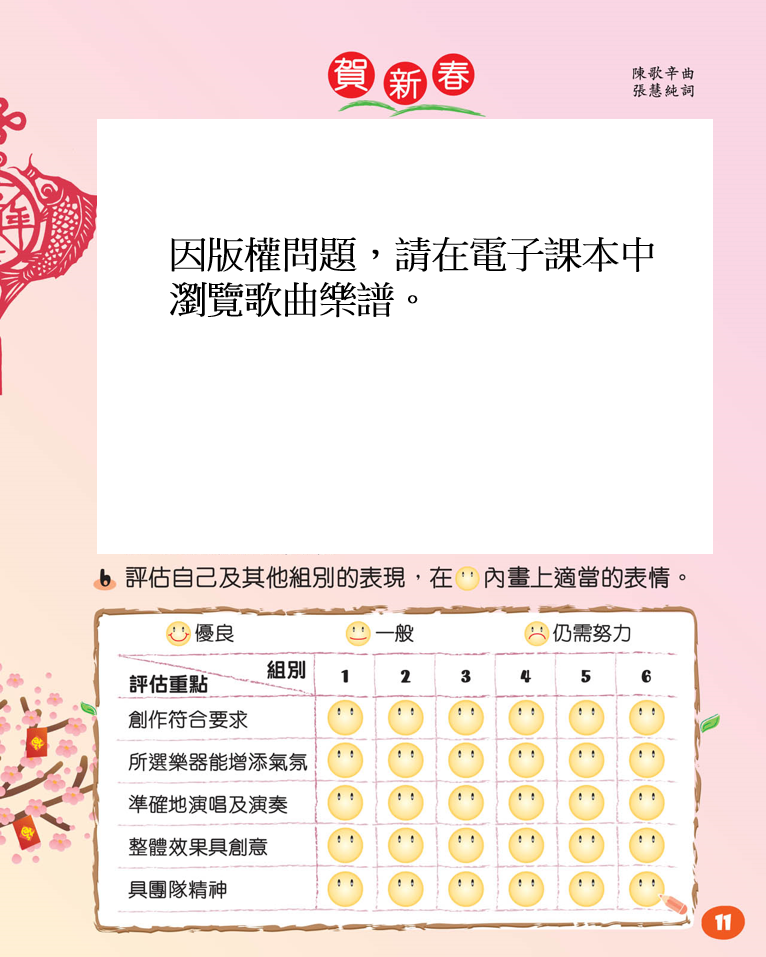 賀新春
陳歌辛曲
張慧純詞
因版權問題，請在電子課本中
瀏覽歌曲樂譜。
b 評估自己及其他組別的表現，在 內畫上適當的表情。
優良 一般 仍需努力
組別 評估重點 1 2 3 4 5 6
創作符合要求
所選樂器能增添氣氛
準確地演唱及演奏
整體效果具創意
具團隊精神
11